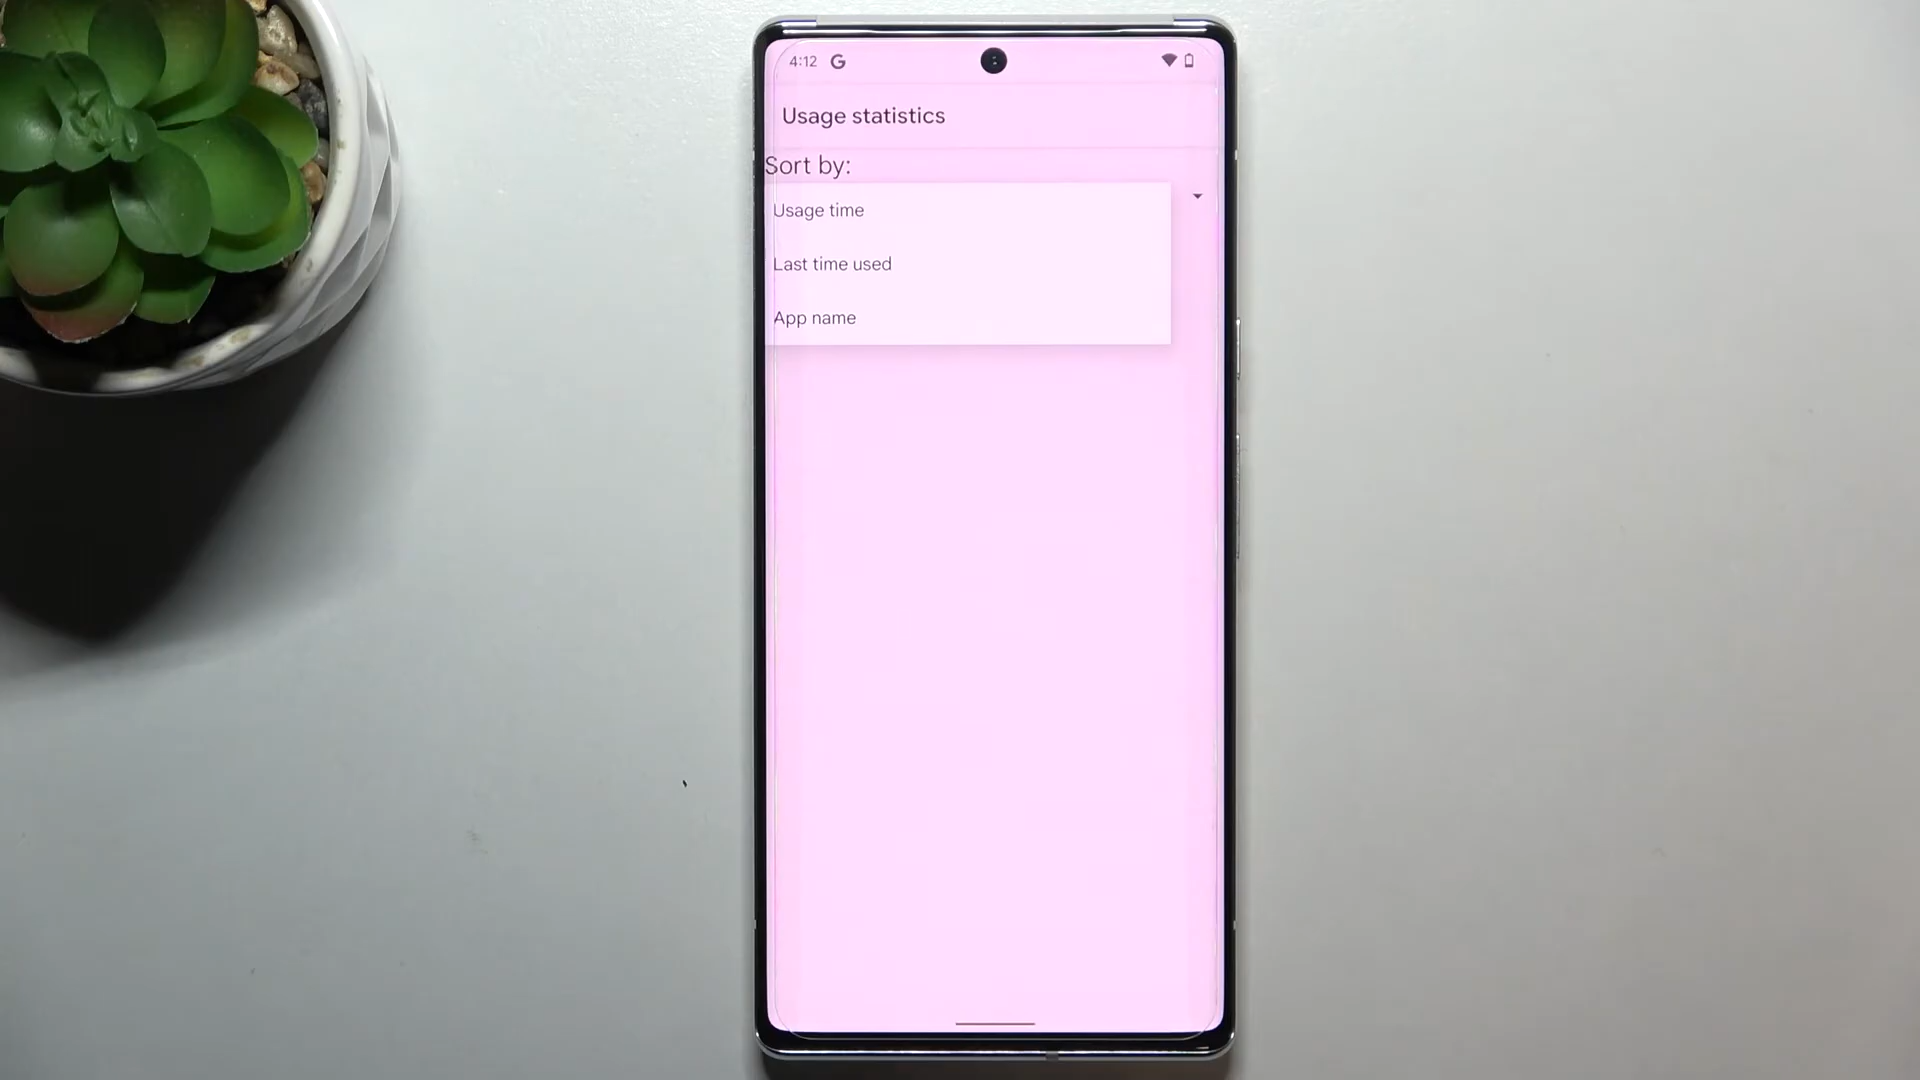 4:12 G
Usage statistics
Sort by:
Usage time
Last time used
App name